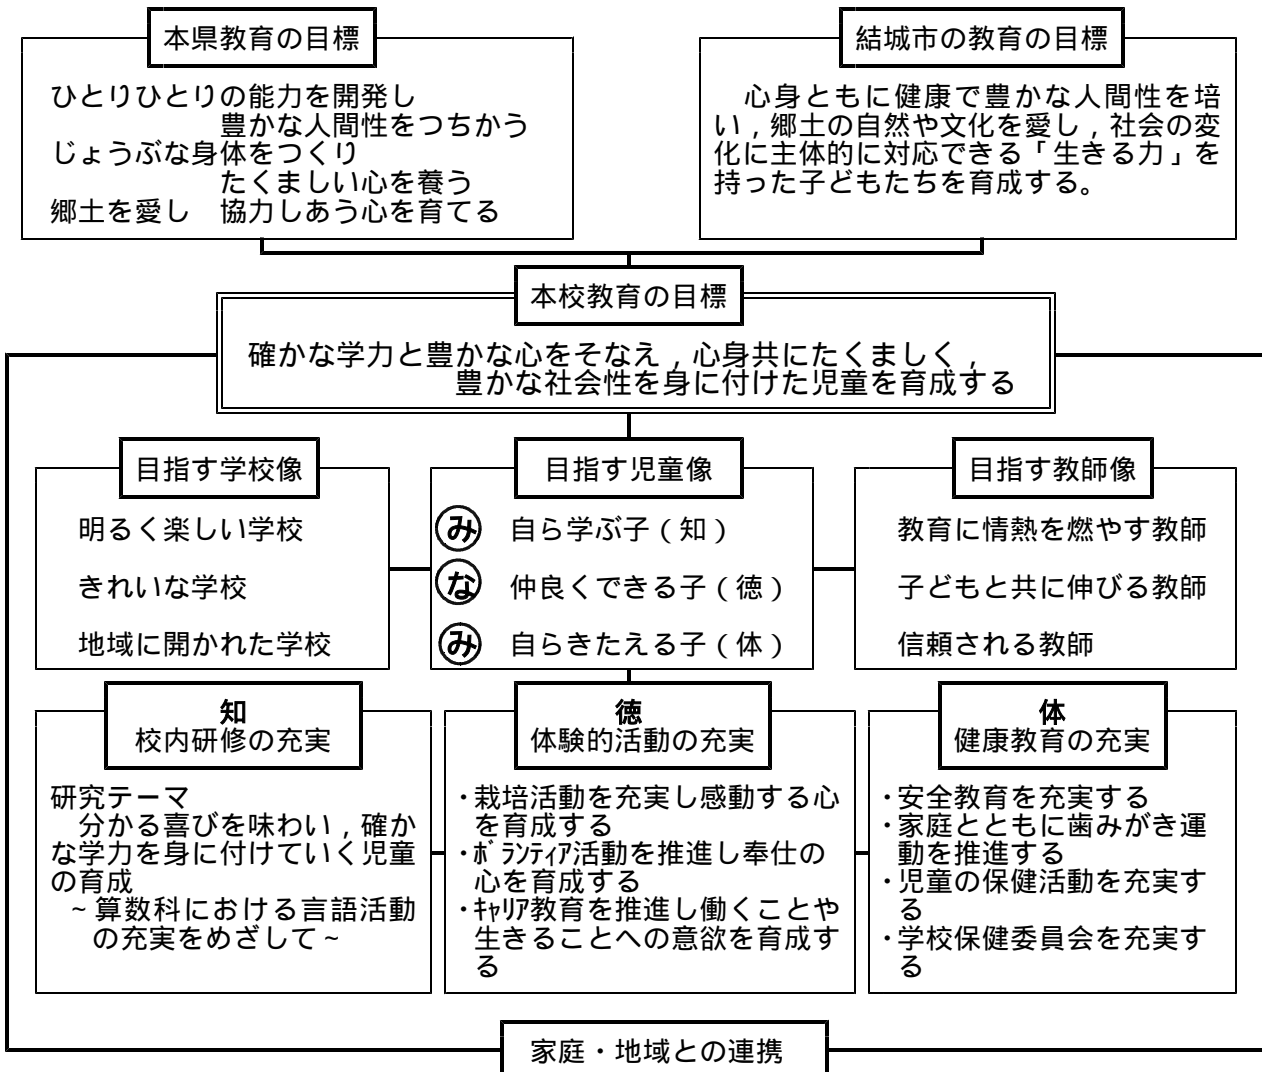 本県教育の目標
ひとりひとりの能力を開発し
豊かな人間性をつちかう
じょうぶな身体をつくり
たくましい心を養う
郷土を愛し　協力しあう心を育てる
結城市の教育の目標
心身ともに健康で豊かな人間性を培
い，郷土の自然や文化を愛し，社会の変
化に主体的に対応できる「生きる力」を
持った子どもたちを育成する。
本校教育の目標
確かな学力と豊かな心をそなえ，心身共にたくましく，
豊かな社会性を身に付けた児童を育成する
目指す学校像
明るく楽しい学校
きれいな学校
地域に開かれた学校
目指す児童像
み　自ら学ぶ子（知）
な　仲良くできる子（徳）
み　自らきたえる子（体）
目指す教師像
教育に情熱を燃やす教師
子どもと共に伸びる教師
信頼される教師
知
校内研修の充実
研究テーマ
分かる喜びを味わい，確か
な学力を身に付けていく児童
の育成
~算数科における言語活動
の充実をめざして~
徳
体験的活動の充実
・栽培活動を充実し感動する心
を育成する
・ﾎﾞﾗﾝﾃｨｱ活動を推進し奉仕の
心を育成する
・ｷｬﾘｱ教育を推進し働くことや
生きることへの意欲を育成す
る
体
健康教育の充実
・安全教育を充実する
・家庭とともに歯みがき運
動を推進する
・児童の保健活動を充実す
る
・学校保健委員会を充実す
る
家庭・地域との連携